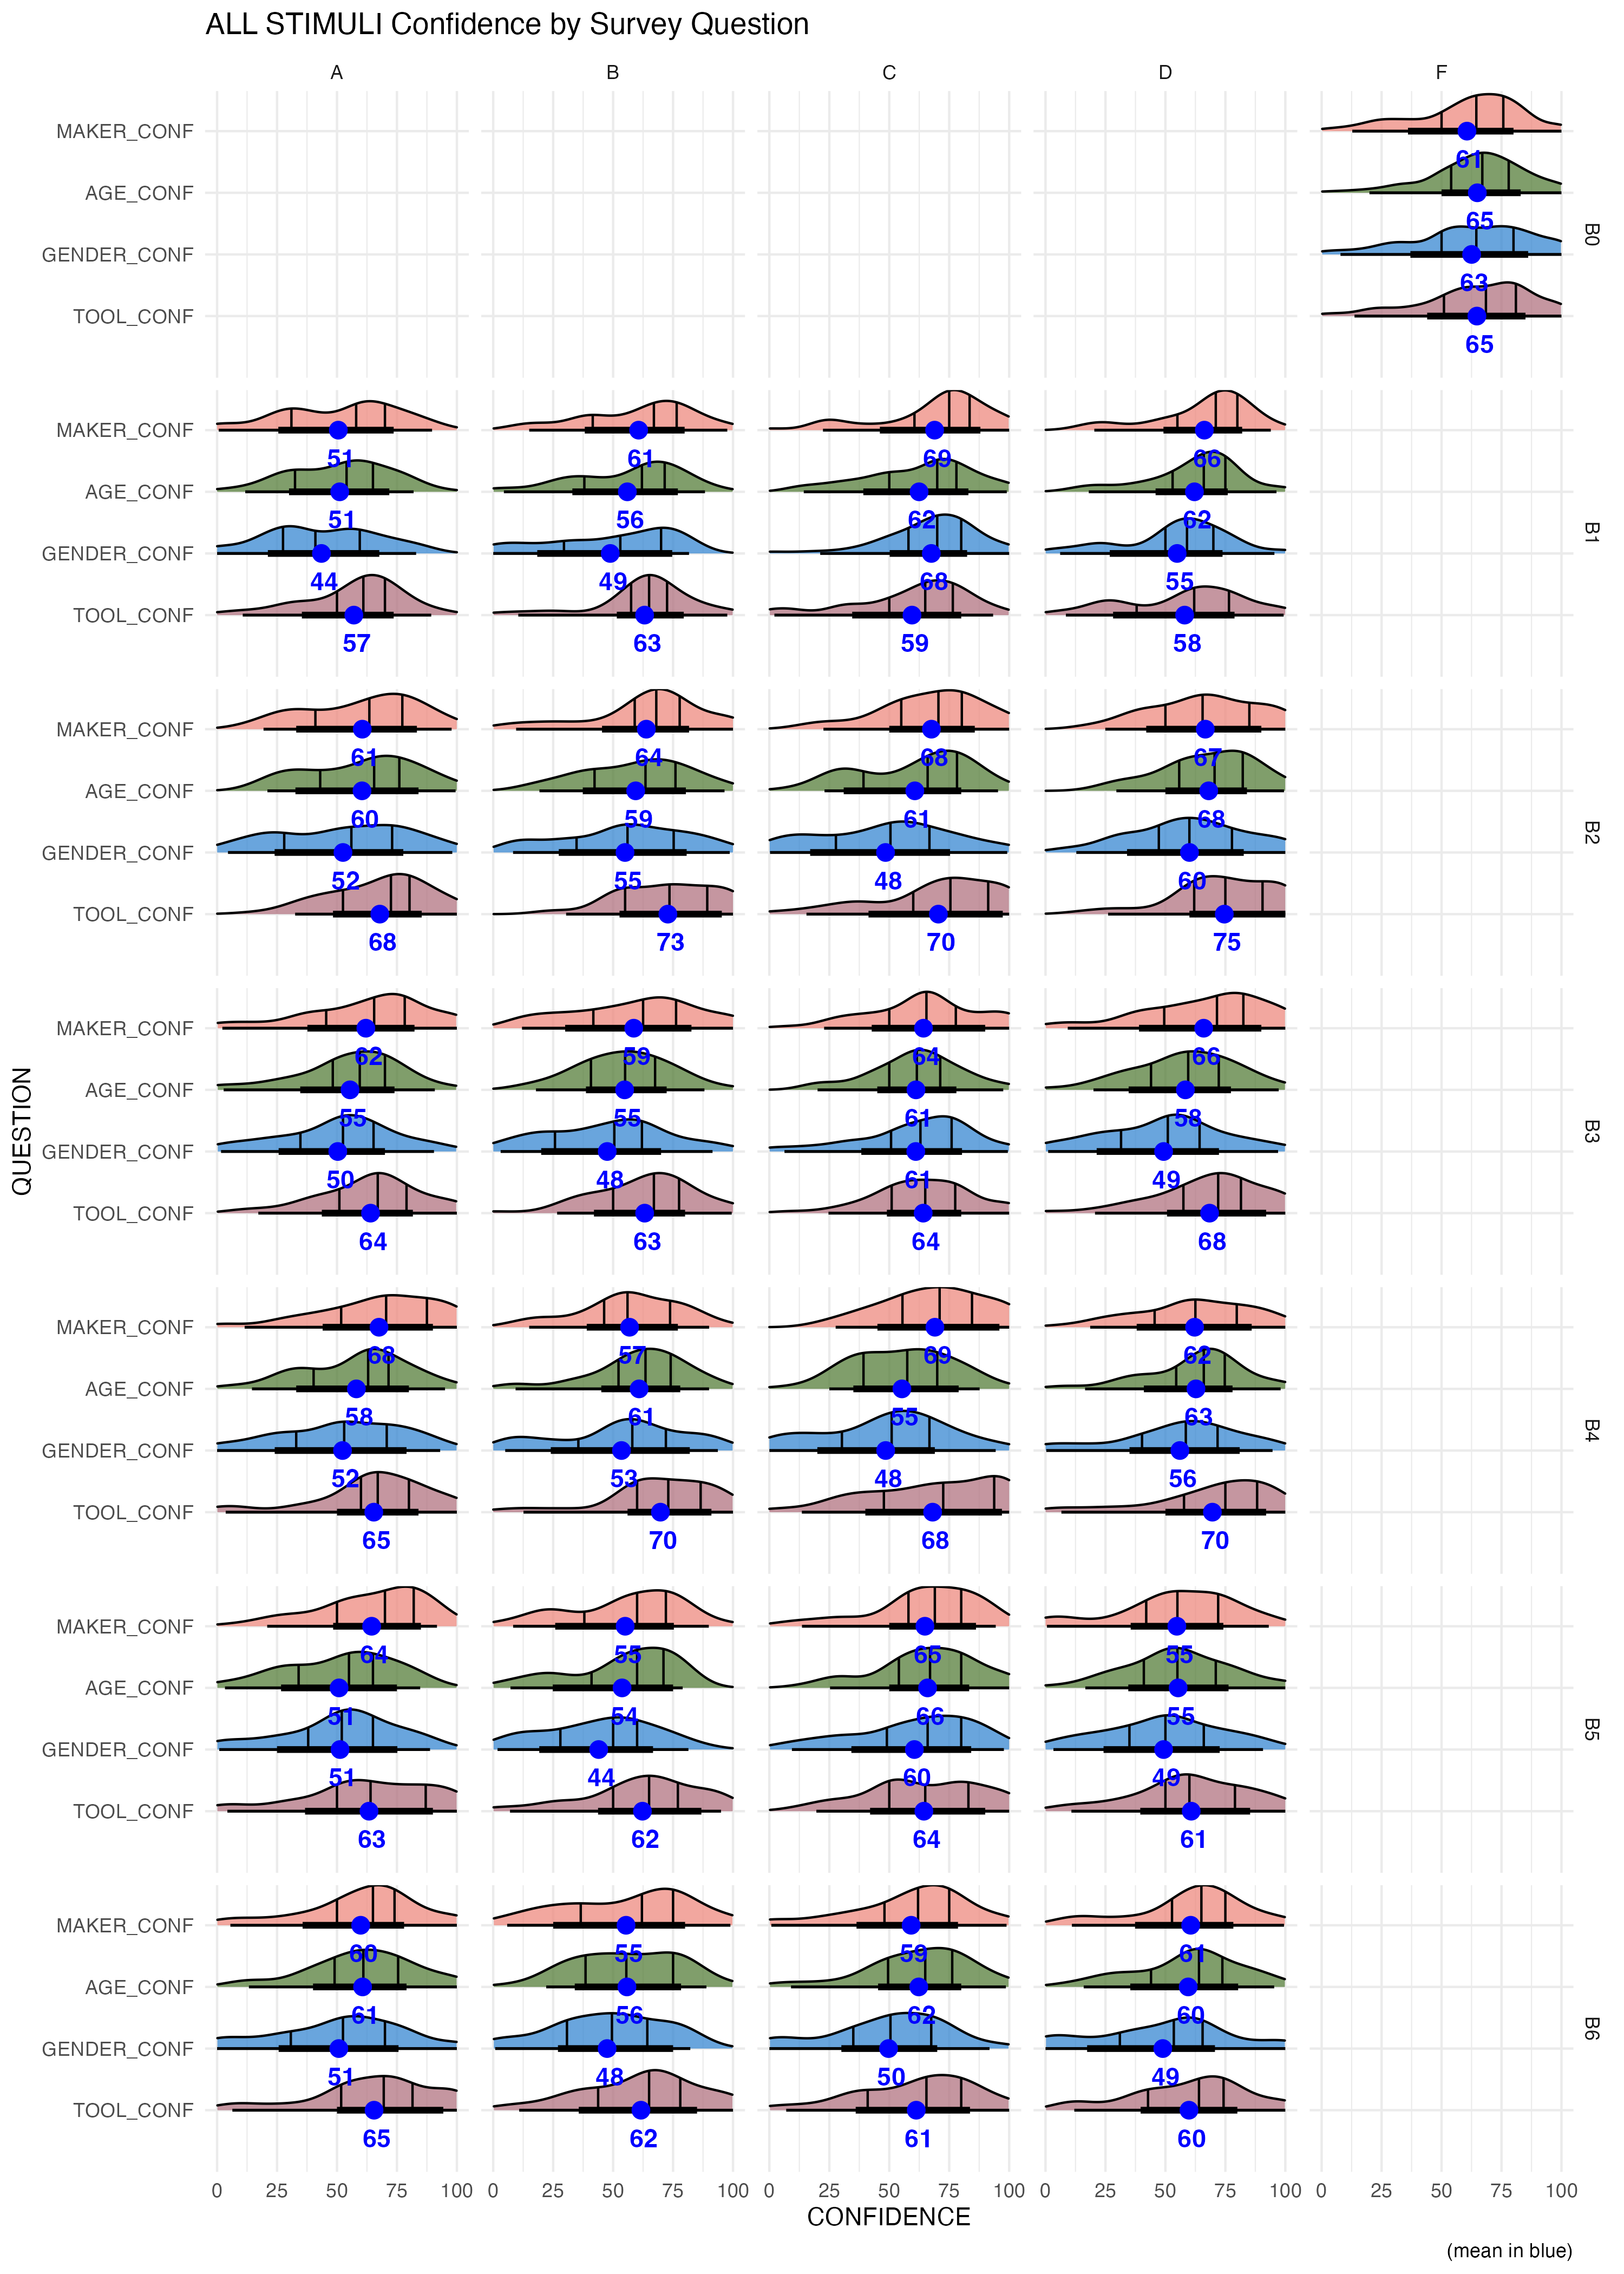 ALL STIMULI Confidence by Survey Question
A B C D F
MAKER_CONF
61
AGE_CONF
65
GENDER_CONF
63
TOOL_CONF
65
B0
MAKER_CONF
51 61 69 66
AGE_CONF
51 56 62 62
GENDER_CONF
44 49 68 55
TOOL_CONF
57 63 59 58
B1
MAKER_CONF
61 64 68 67
AGE_CONF
60 59 61 68
GENDER_CONF
52 55 48 60
TOOL_CONF
68 73 70 75
B2
MAKER_CONF
62 59 64 66
AGE_CONF
55 55 61 58
GENDER_CONF
50 48 61 49
TOOL_CONF
64 63 64 68
B3
QUESTION
MAKER_CONF
68 57 69 62
AGE_CONF
58 61 55 63
GENDER_CONF
52 53 48 56
TOOL_CONF
65 70 68 70
B4
MAKER_CONF
64 55 65 55
AGE_CONF
51 54 66 55
GENDER_CONF
51 44 60 49
TOOL_CONF
63 62 64 61
B5
MAKER_CONF
60 55 59 61
AGE_CONF
61 56 62 60
GENDER_CONF
51 48 50 49
TOOL_CONF
65 62 61 60
B6
0 25 50 75 100 0 25 50 75 100 0 25 50 75 100 0 25 50 75 100 0 25 50 75 100
CONFIDENCE
(mean in blue)